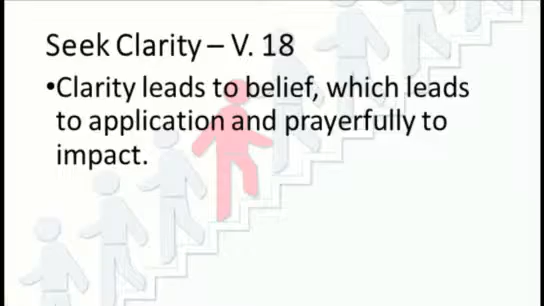 Seek Clarity – V. 18
•Clarity leads to belief, which leads
to application and prayerfully to
impact.